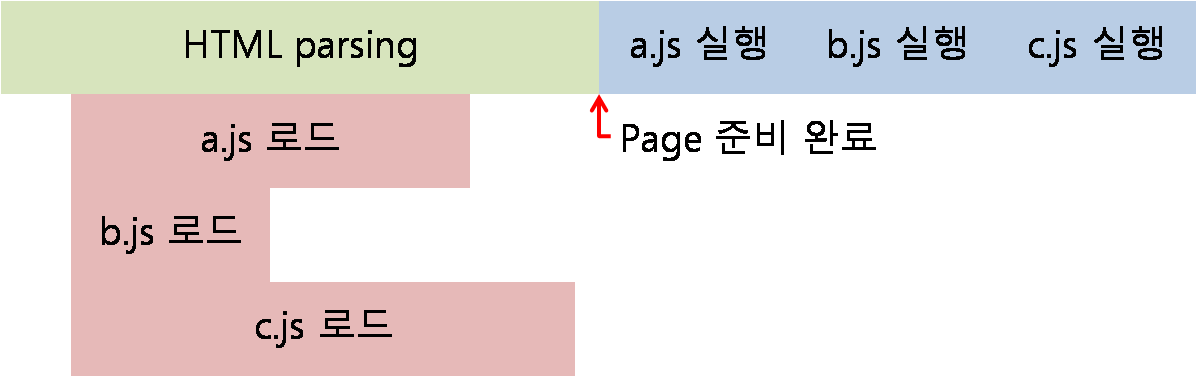 HTML parsing
a.js 실행
b.js 실행
c.js 실행
a.js 로드
Page 준비 완료
b.js 로드
c.js 로드